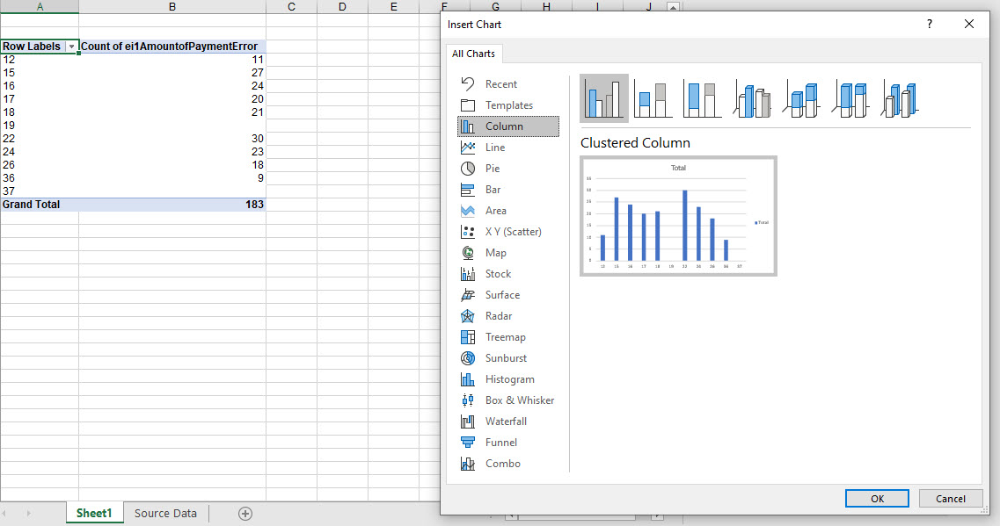 A B C D E F G H I J
Row Labels Count of ei1AmountofPaymentError
12 11
15 27
16 24
17 20
18 21
19
22 30
24 23
26 18
36 9
37
Grand Total 183
Sheet1 Source Data
Insert Chart ?
All Charts
Recent
Templates
Column
Line
Pie
Bar
Area
X Y (Scatter)
Map
Stock
Surface
Radar
Treemap
Sunburst
Histogram
Box & Whisker
Waterfall
Funnel
Combo
Clustered Column
Total
35
30
25
20
15
10
5
0
12 15 16 17 18 19 22 24 26 36 37
Total
OK Cancel